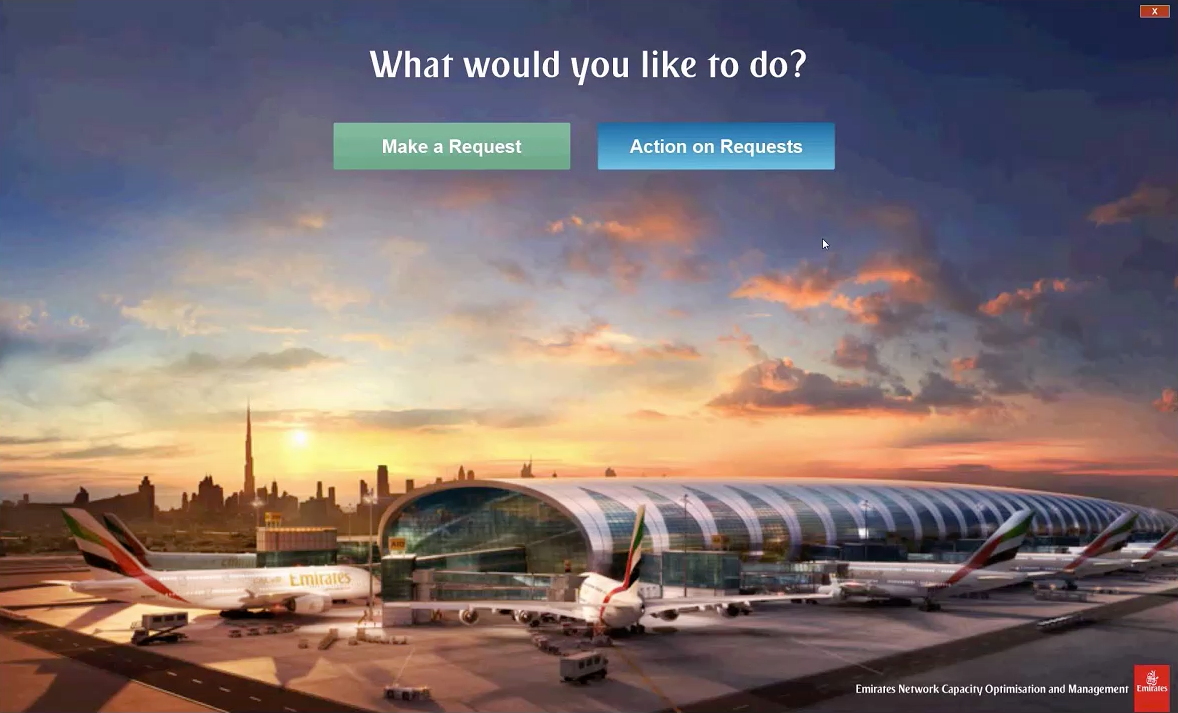 X
What would you like to do?
Make a Request
Action on Requests
Emirates
Emirates Network Capacity Optimisation and Management
Emirates